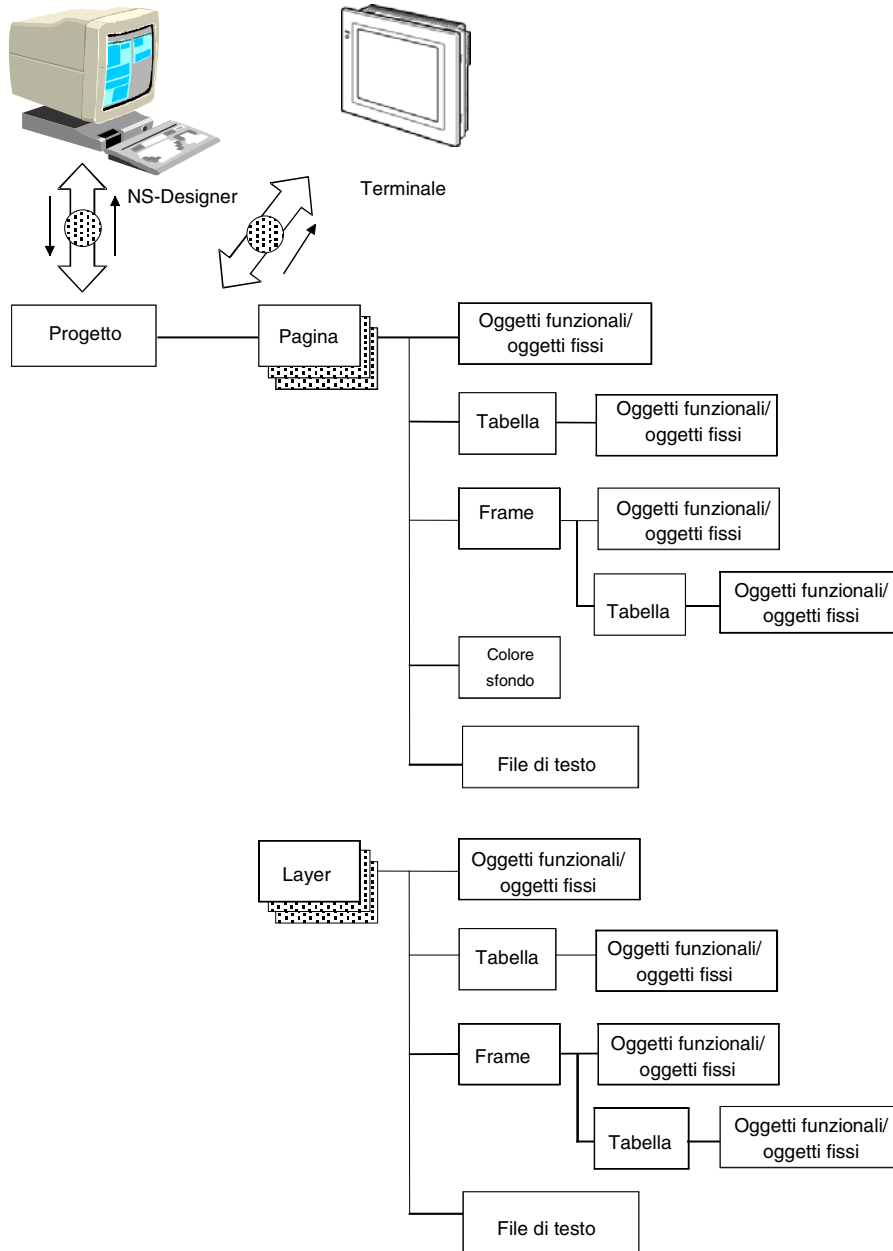 NS-Designer
Terminale
Progetto
Pagina
Oggetti funzionali/
oggetti fissi
Tabella
Oggetti funzionali/
oggetti fissi
Frame
Oggetti funzionali/
oggetti fissi
Tabella
Oggetti funzionali/
oggetti fissi
Colore
sfondo
File di testo
Layer
Oggetti funzionali/
oggetti fissi
Tabella
Oggetti funzionali/
oggetti fissi
Frame
Oggetti funzionali/
oggetti fissi
Tabella
Oggetti funzionali/
oggetti fissi
File di testo